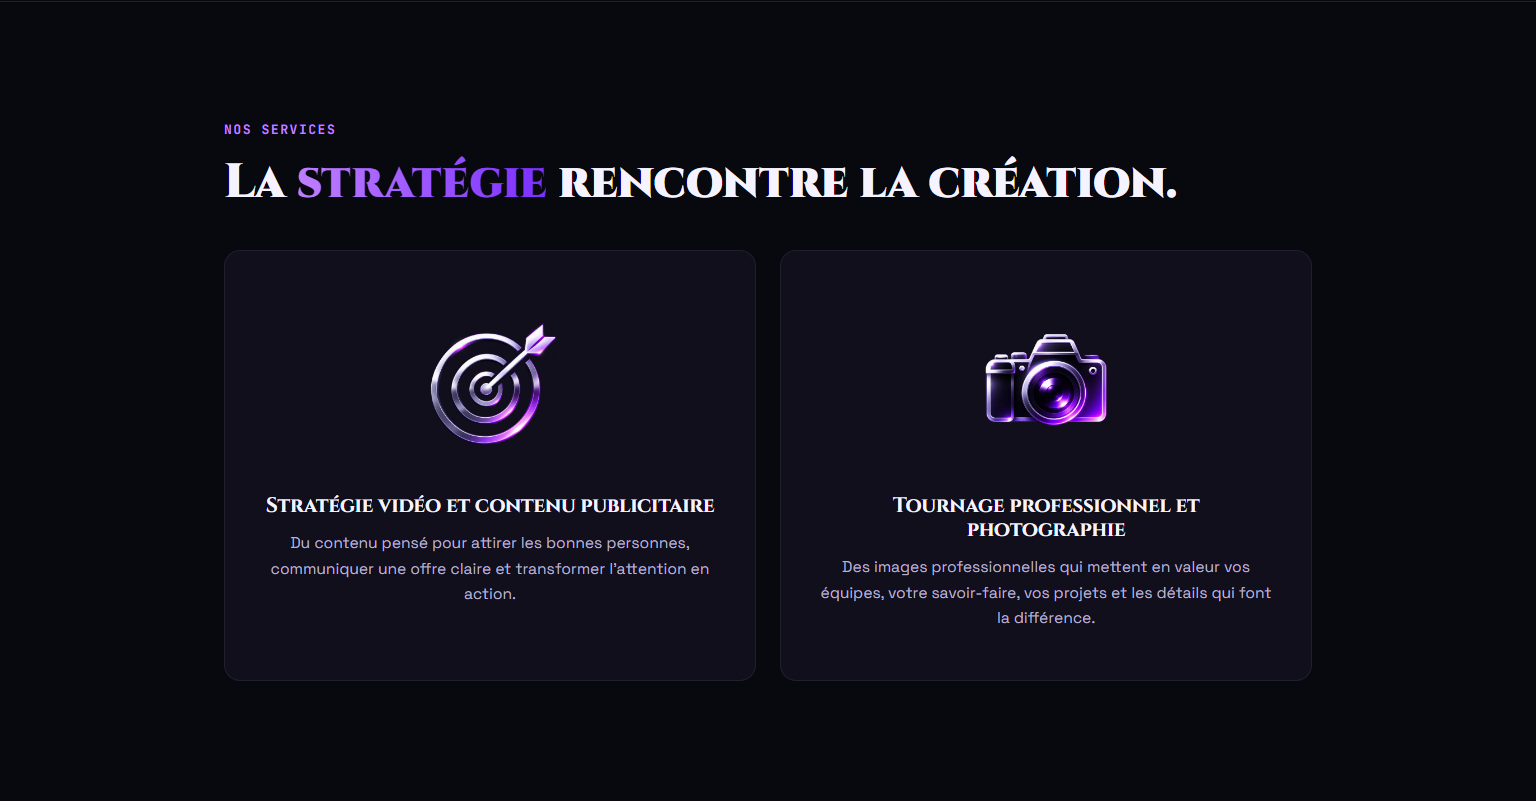 NOS SERVICES
La stratégie rencontre la création.
Stratégie vidéo et contenu publicitaire
Du contenu pensé pour attirer les bonnes personnes,
communiquer une offre claire et transformer l'attention en
action.
Tournage professionnel et
photographie
Des images professionnelles qui mettent en valeur vos
équipes, votre savoir-faire, vos projets et les détails qui font
la différence.